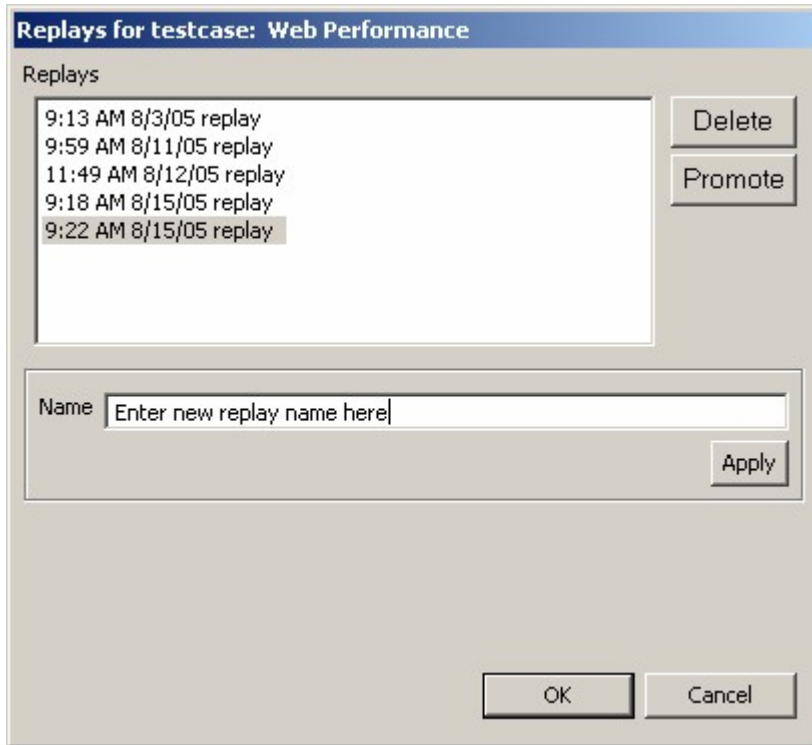 Replays for testcase: Web Performance
Replays
9:13 AM 8/3/05 replay
9:59 AM 8/11/05 replay
11:49 AM 8/12/05 replay
9:18 AM 8/15/05 replay
9:22 AM 8/15/05 replay
Delete
Promote
Name Enter new replay name here
Apply
OK Cancel